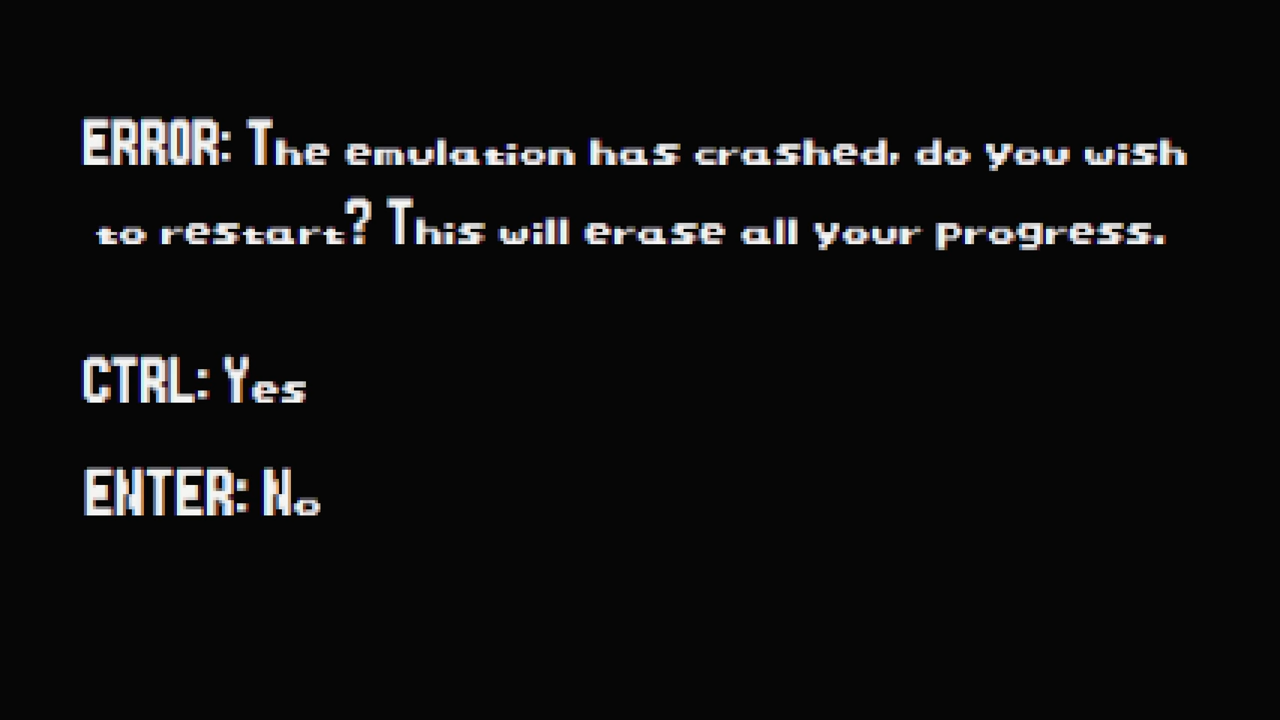 ERROR: The emulation has crashed, do you wish
to restart? This will erase all your progress.
CTRL: Yes
ENTER: No